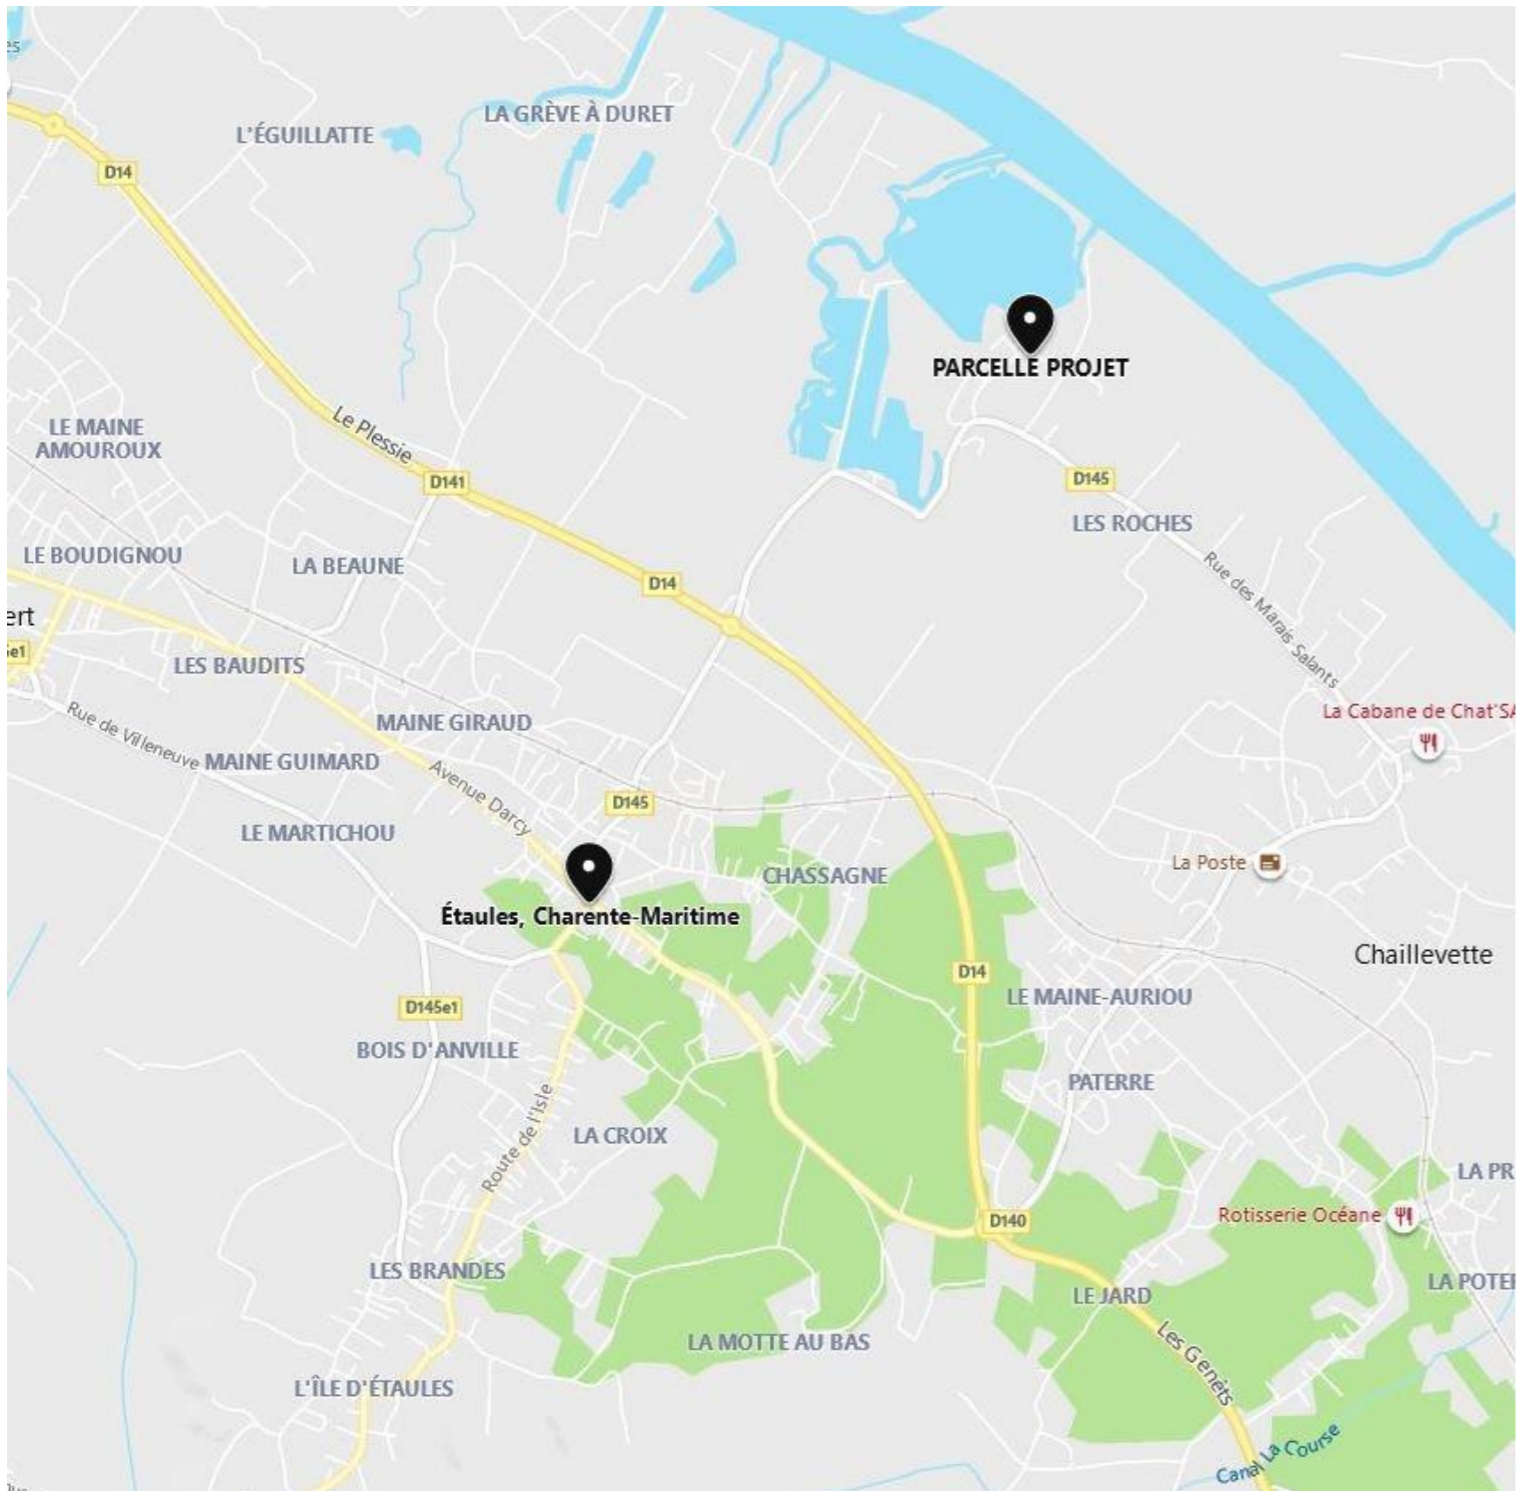 es
LA GRÈVE À DURET
L'ÉGUILLATTE
D14
PARCELLE PROJET
LE MAINE
AMOUROUX
Le Plessie
D141
D145
LES ROCHES
LE BOUDIGNOU
LA BEAUNE
D14
Rue des Marais Salants
ert
5e1
LES BAUDITS
MAINE GIRAUD
La Cabane de Chat'SA
Rue de Villeneuve
MAINE GUIMARD
Avenue Darcy
D145
LE MARTICHOU
La Poste
CHASSAGNE
Étaules, Charente-Maritime
Chaillevette
D14
LE MAINE-AURIOU
D145e1
BOIS D'ANVILLE
PATERRE
Route de l'Isle
LA CROIX
LA PR
Rotisserie Océane
D140
LES BRANDES
LA POTE
LE JARD
LA MOTTE AU BAS
Les Genêts
L'ÎLE D'ÉTAULES
Canal La Course